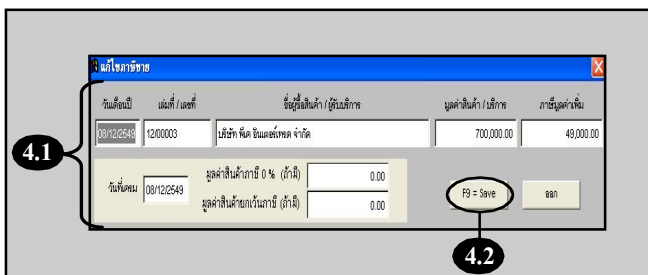 แก้ไขภาษีขาย
วันเดือนปี เล่มที่ / เลขที่ ชื่อผู้ซื้อสินค้า / ผู้รับบริการ มูลค่าสินค้า / บริการ ภาษีมูลค่าเพิ่ม
08/12/2549 12/00003 บริษัท พีเค อินเตอร์เทรด จำกัด 700,000.00 49,000.00
4.1
วันที่เคลม 08/12/2549 มูลค่าสินค้าภาษี 0 % (ถ้ามี) 0.00
มูลค่าสินค้ายกเว้นภาษี (ถ้ามี) 0.00
F9 = Save ออก
4.2